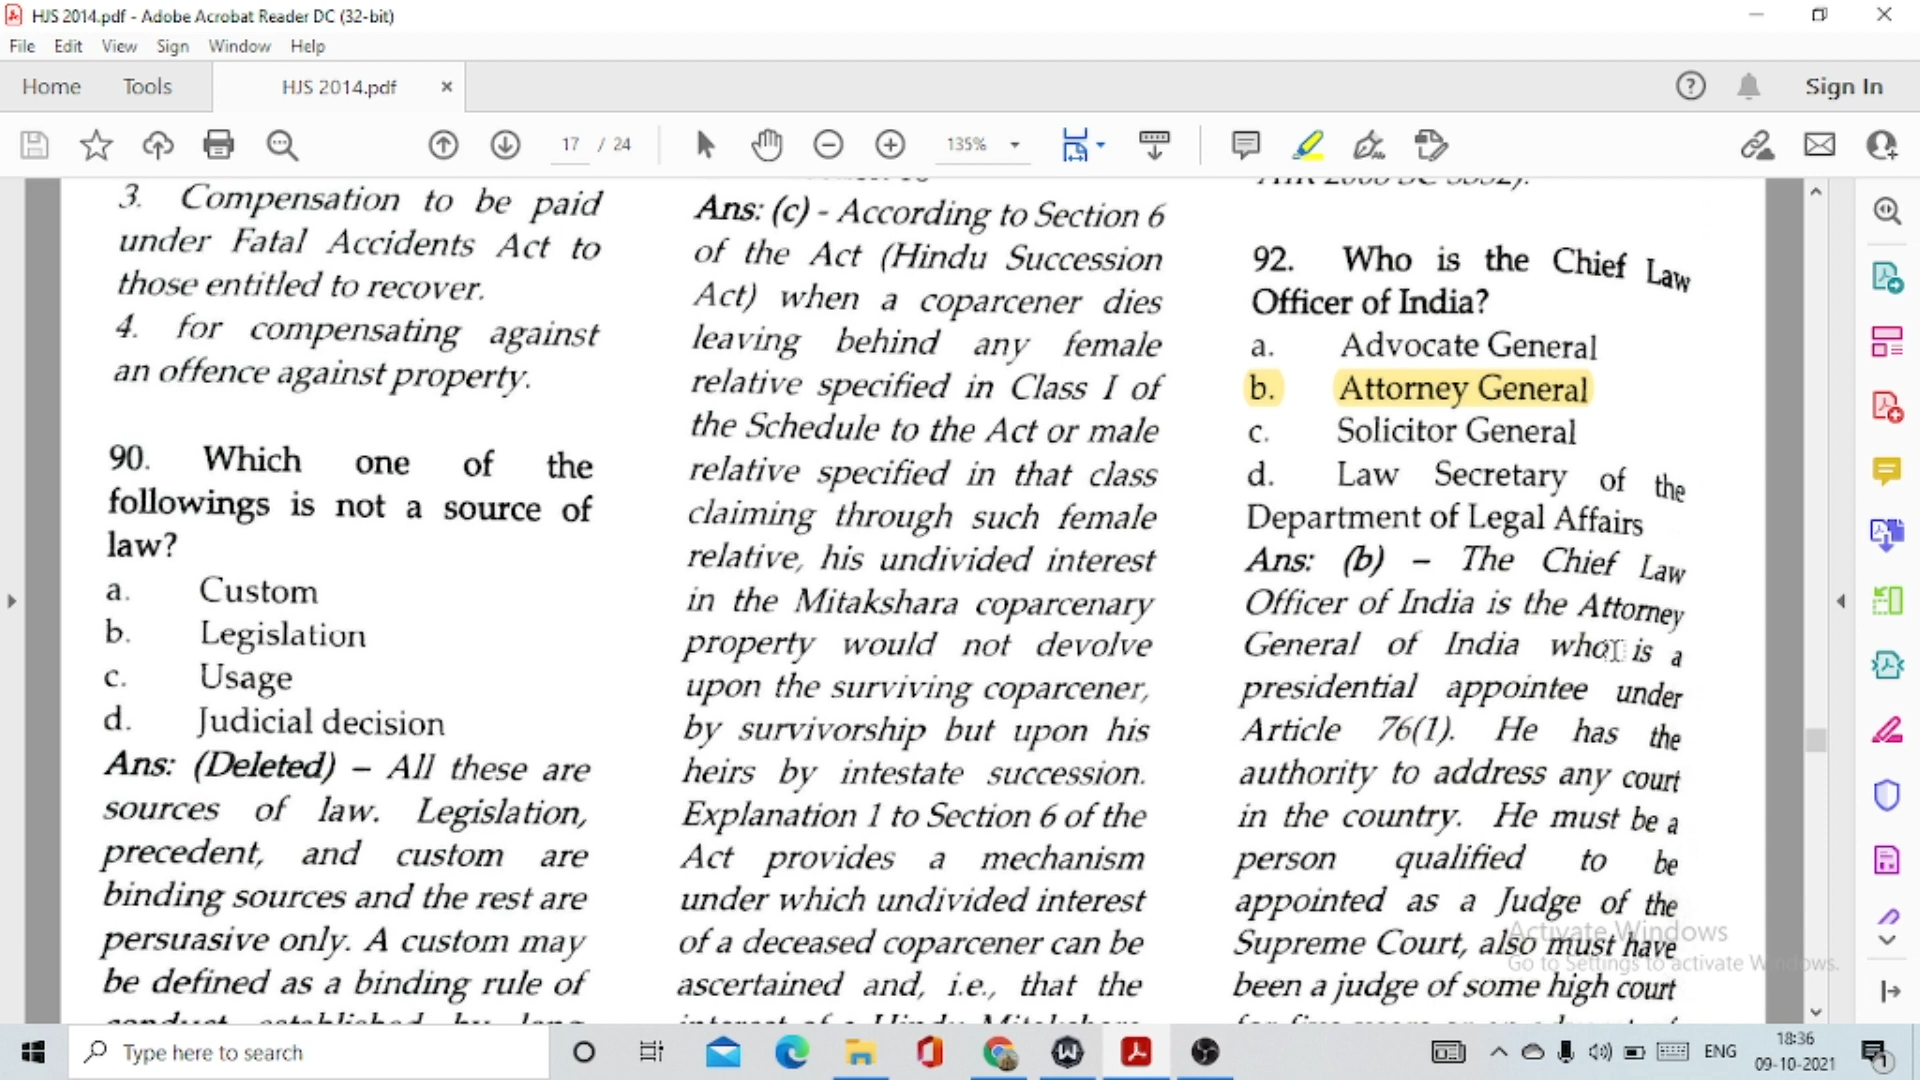 HJS 2014.pdf - Adobe Acrobat Reader DC (32-bit)
File Edit View Sign Window Help
Home Tools HJS 2014.pdf × Sign In
17 / 24 135%
3. Compensation to be paid
under Fatal Accidents Act to
those entitled to recover.
4. for compensating against
an offence against property.
90. Which one of the
followings is not a source of
law?
a. Custom
b. Legislation
c. Usage
d. Judicial decision
Ans: (Deleted) – All these are
sources of law. Legislation,
precedent, and custom are
binding sources and the rest are
persuasive only. A custom may
be defined as a binding rule of
Ans: (c) - According to Section 6
of the Act (Hindu Succession
Act) when a coparcener dies
leaving behind any female
relative specified in Class I of
the Schedule to the Act or male
relative specified in that class
claiming through such female
relative, his undivided interest
in the Mitakshara coparcenary
property would not devolve
upon the surviving coparcener,
by survivorship but upon his
heirs by intestate succession.
Explanation 1 to Section 6 of the
Act provides a mechanism
under which undivided interest
of a deceased coparcener can be
ascertained and, i.e., that the
92. Who is the Chief Law
Officer of India?
a. Advocate General
b. Attorney General
c. Solicitor General
d. Law Secretary of the
Department of Legal Affairs
Ans: (b) – The Chief Law
Officer of India is the Attorney
General of India who is a
presidential appointee under
Article 76(1). He has the
authority to address any court
in the country. He must be a
person qualified to be
appointed as a Judge of the
Supreme Court, also must have
been a judge of some high court
Activate Windows
Go to Settings to activate Windows.
Type here to search
ENG
18:36
09-10-2021
1